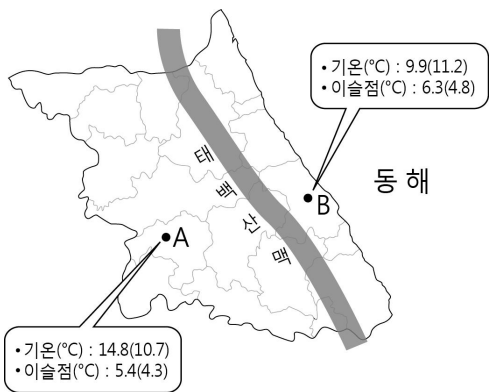 • 기온(℃) : 9.9(11.2)
• 이슬점(℃) : 6.3(4.8)
동 해
태백산맥
B
A
• 기온(℃) : 14.8(10.7)
• 이슬점(℃) : 5.4(4.3)